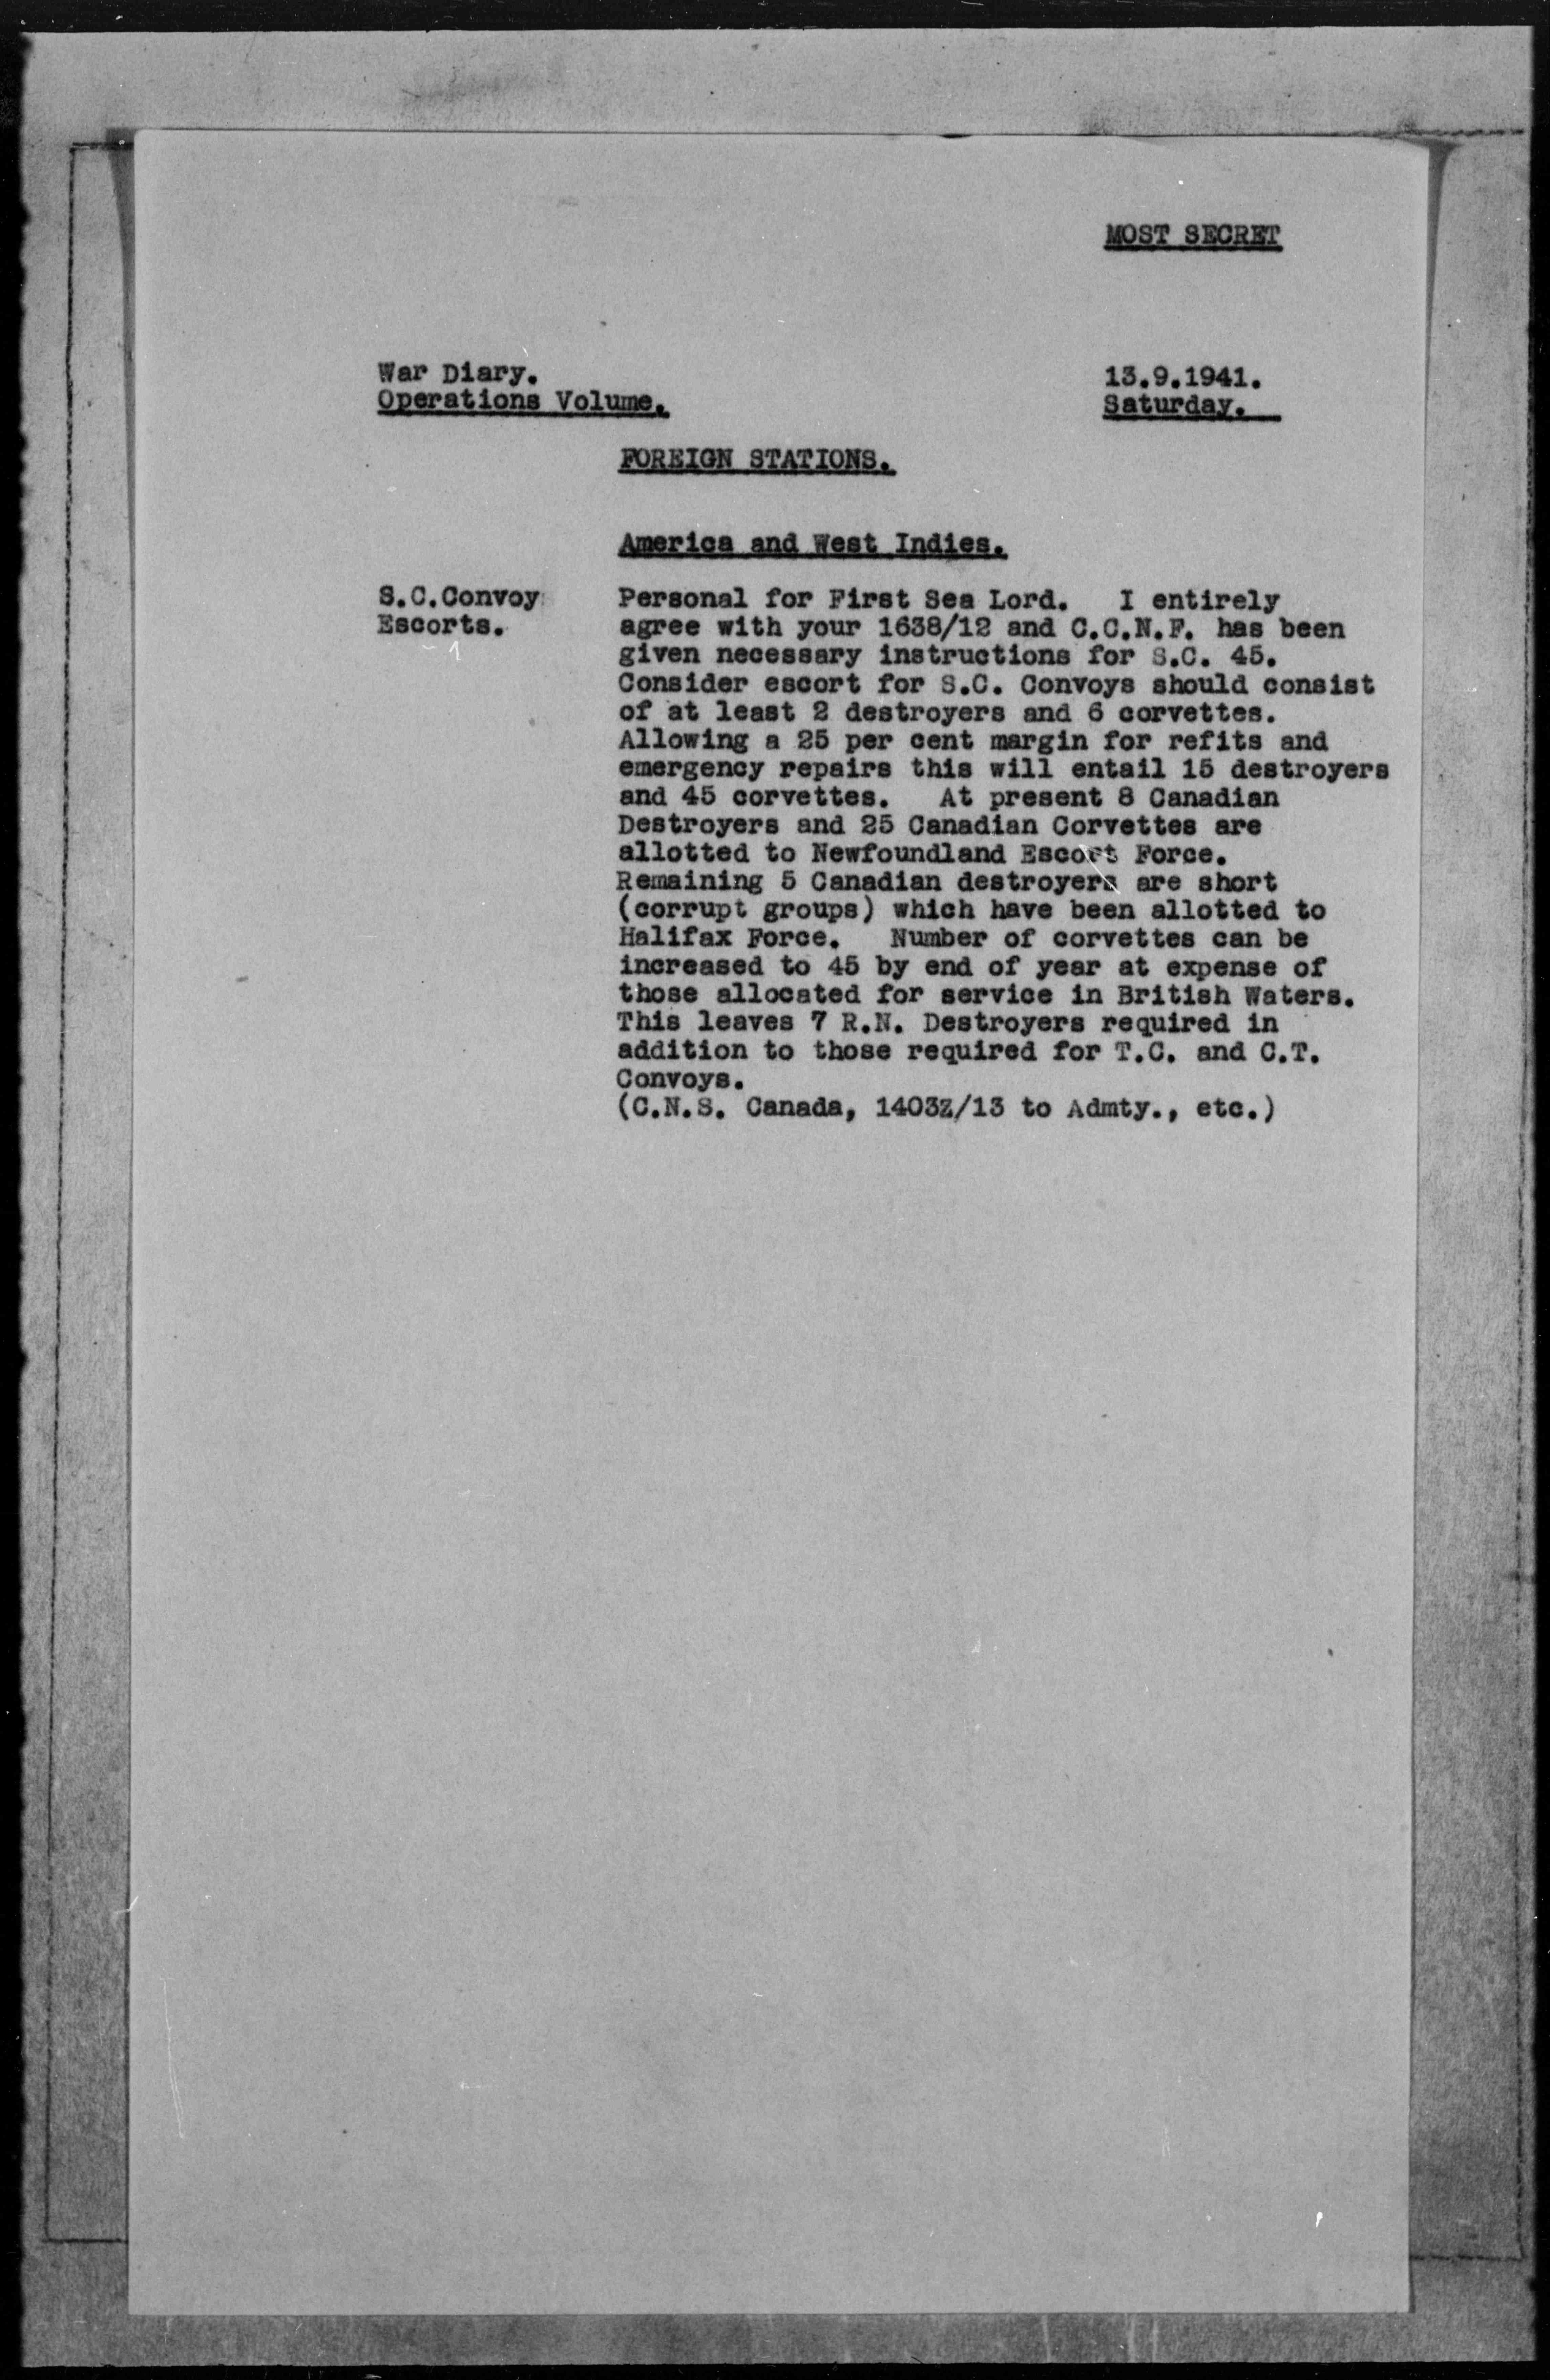 MOST SECRET
War Diary.
Operations Volume.
13.9.1941.
Saturday.
FOREIGN STATIONS.
America and West Indies.
S.C.Convoy
Escorts.
Personal for First Sea Lord. I entirely
agree with your 1638/12 and C.C.N.F. has been
given necessary instructions for S.C. 45.
Consider escort for S.C. Convoys should consist
of at least 2 destroyers and 6 corvettes.
Allowing a 25 per cent margin for refits and
emergency repairs this will entail 15 destroyers
and 45 corvettes. At present 8 Canadian
Destroyers and 25 Canadian Corvettes are
allotted to Newfoundland Escort Force.
Remaining 5 Canadian destroyers are short
(corrupt groups) which have been allotted to
Halifax Force. Number of corvettes can be
increased to 45 by end of year at expense of
those allocated for service in British Waters.
This leaves 7 R.N. Destroyers required in
addition to those required for T.C. and C.T.
Convoys.
(C.N.S. Canada, 1403Z/13 to Admty., etc.)